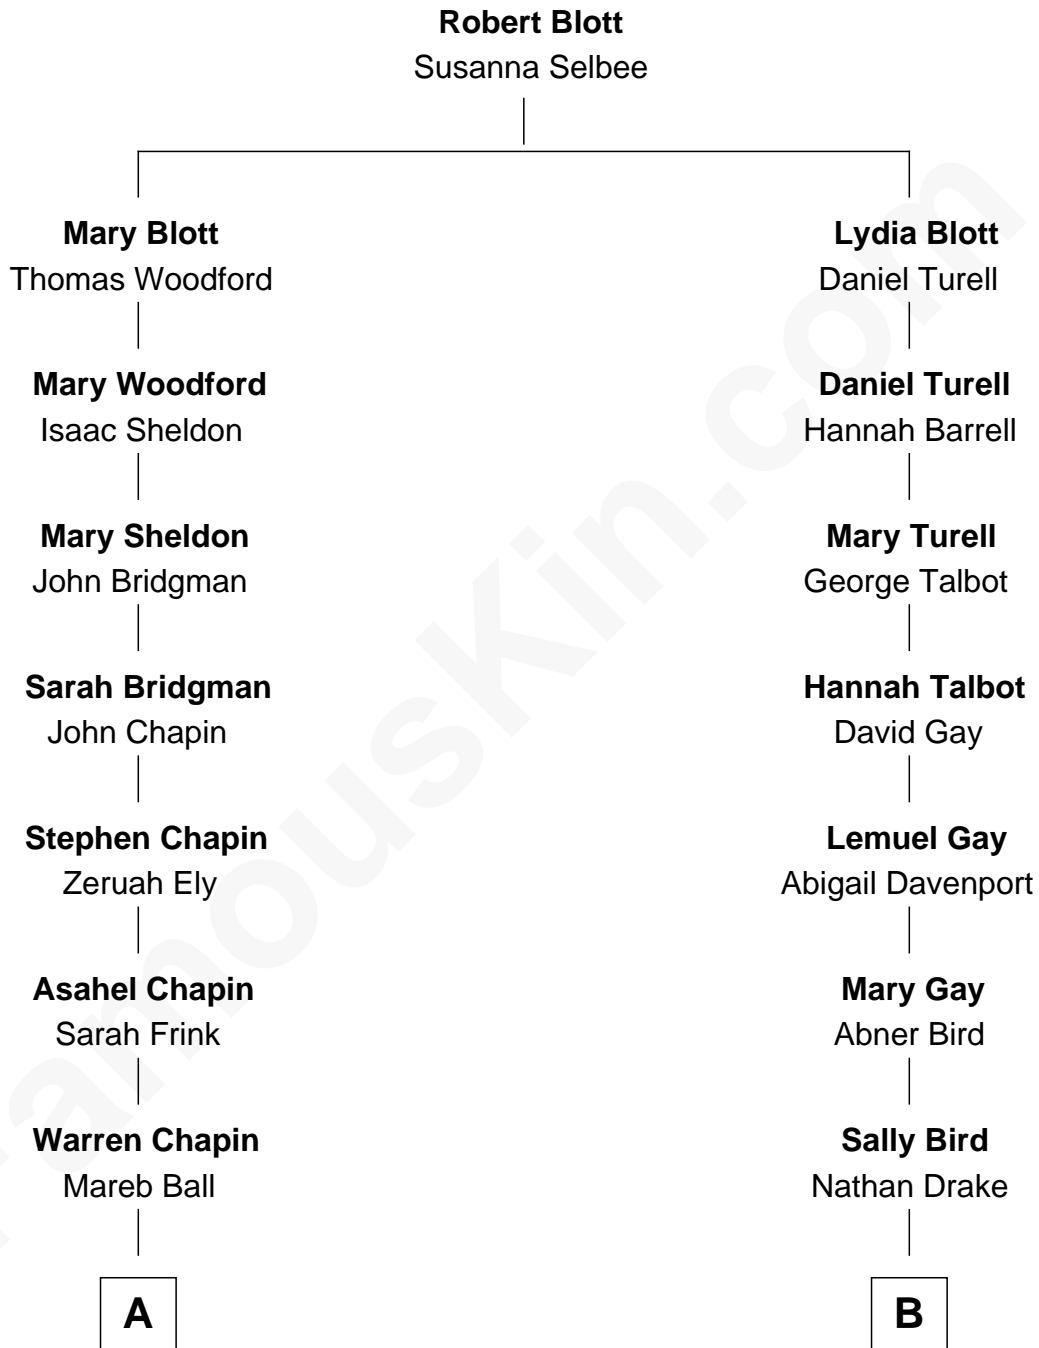 Robert Blott
Susanna Selbee
Mary Blott
Thomas Woodford
Lydia Blott
Daniel Turell
Mary Woodford
Isaac Sheldon
Daniel Turell
Hannah Barrell
Mary Sheldon
John Bridgman
Mary Turell
George Talbot
Sarah Bridgman
John Chapin
Hannah Talbot
David Gay
Stephen Chapin
Zeruah Ely
Lemuel Gay
Abigail Davenport
Asahel Chapin
Sarah Frink
Mary Gay
Abner Bird
Warren Chapin
Mareb Ball
Sally Bird
Nathan Drake
A
B
FamousKin.com